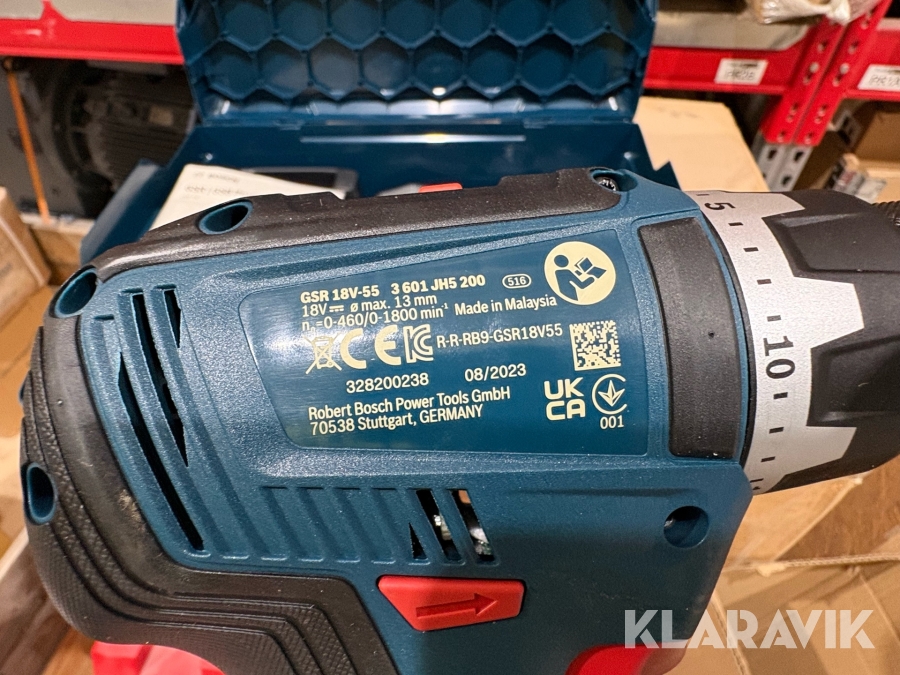 GSR 18V-55 3 601 JH5 200 516
18V⎓ ø max. 13 mm
n₀=0-460/0-1800 min⁻¹ Made in Malaysia
CE EK R-R-RB9-GSR18V55
328200238 08/2023
Robert Bosch Power Tools GmbH
70538 Stuttgart, GERMANY
UK
CA
001
5
10
KLARAVIK